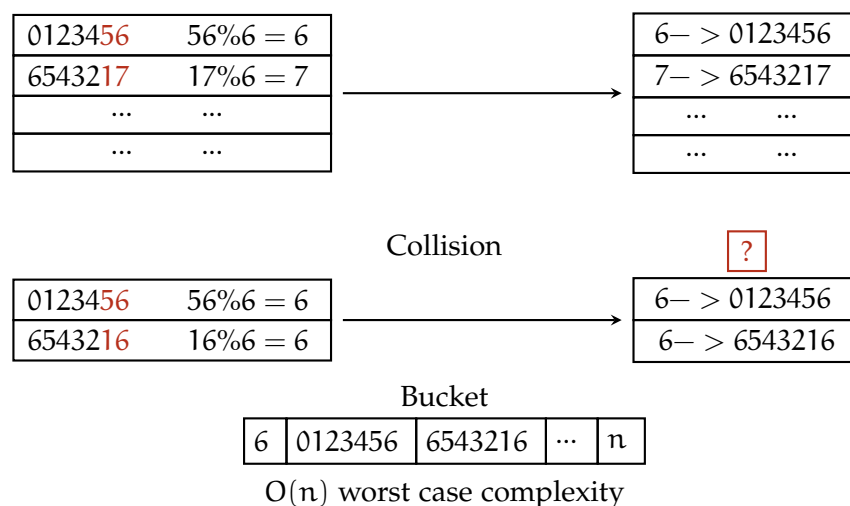 0123456 56%6 = 6
6543217 17%6 = 7
... ...
... ...
6− > 0123456
7− > 6543217
... ...
... ...
Collision
?
0123456 56%6 = 6
6543216 16%6 = 6
6− > 0123456
6− > 6543216
Bucket
6 0123456 6543216 ... n
O(n) worst case complexity